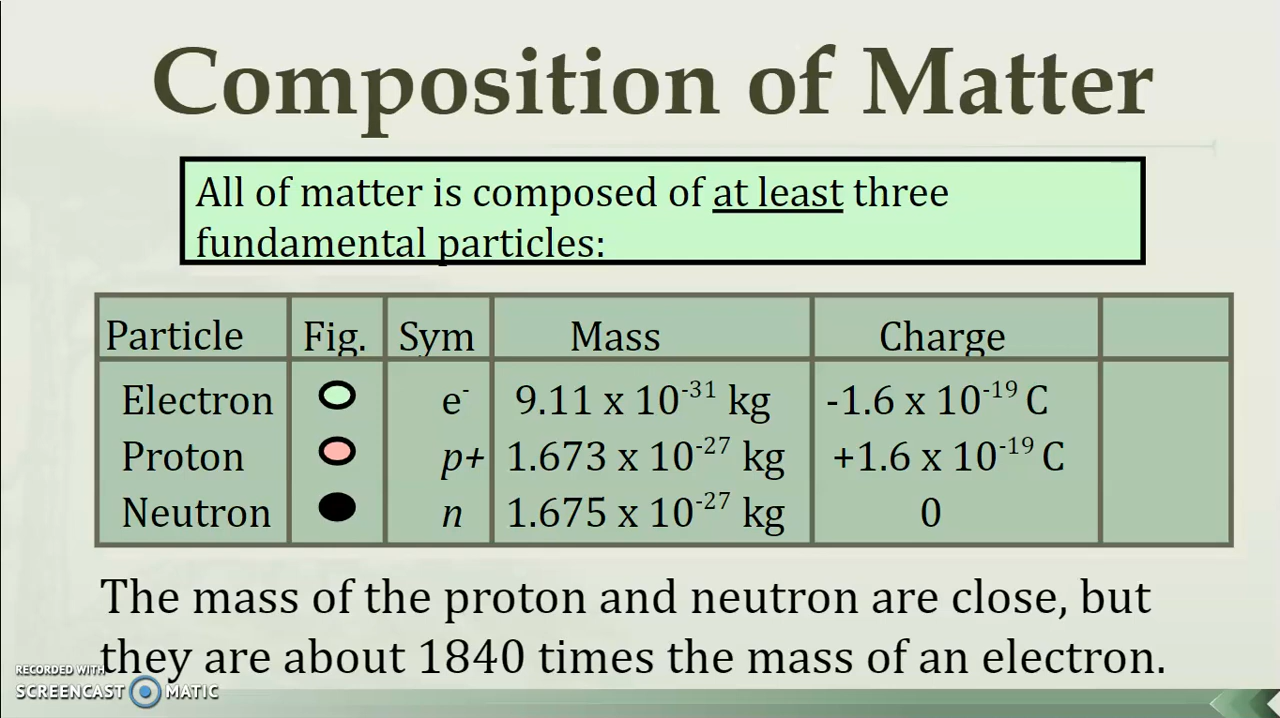 Composition of Matter
All of matter is composed of at least three
fundamental particles:
Particle Fig. Sym Mass Charge
Electron e⁻ 9.11 x 10⁻³¹ kg -1.6 x 10⁻¹⁹ C
Proton p+ 1.673 x 10⁻²⁷ kg +1.6 x 10⁻¹⁹ C
Neutron n 1.675 x 10⁻²⁷ kg 0
The mass of the proton and neutron are close, but
they are about 1840 times the mass of an electron.
RECORDED WITH
SCREENCAST MATIC